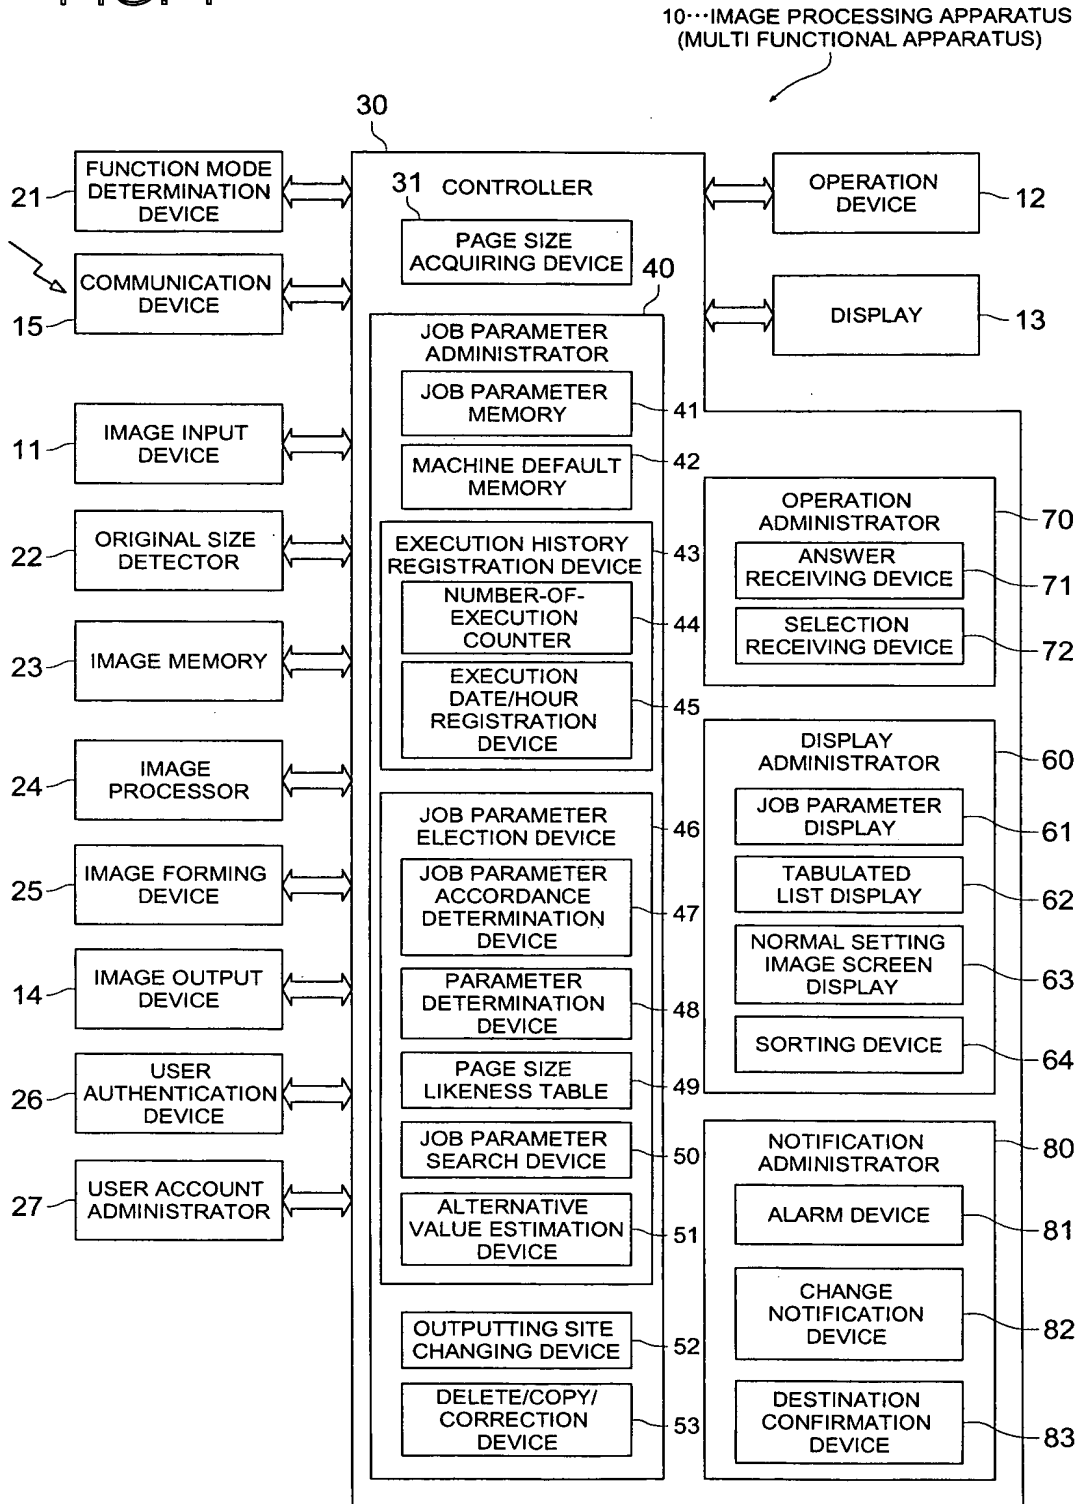 10···IMAGE PROCESSING APPARATUS
(MULTI FUNCTIONAL APPARATUS)
30
21
FUNCTION MODE
DETERMINATION
DEVICE
15
COMMUNICATION
DEVICE
11
IMAGE INPUT
DEVICE
22
ORIGINAL SIZE
DETECTOR
23
IMAGE MEMORY
24
IMAGE
PROCESSOR
25
IMAGE FORMING
DEVICE
14
IMAGE OUTPUT
DEVICE
26
USER
AUTHENTICATION
DEVICE
27
USER ACCOUNT
ADMINISTRATOR
CONTROLLER
31
PAGE SIZE
ACQUIRING DEVICE
40
JOB PARAMETER
ADMINISTRATOR
JOB PARAMETER
MEMORY
41
MACHINE DEFAULT
MEMORY
42
EXECUTION HISTORY
REGISTRATION DEVICE
43
NUMBER-OF-
EXECUTION
COUNTER
44
EXECUTION
DATE/HOUR
REGISTRATION
DEVICE
45
JOB PARAMETER
ELECTION DEVICE
46
JOB PARAMETER
ACCORDANCE
DETERMINATION
DEVICE
47
PARAMETER
DETERMINATION
DEVICE
48
PAGE SIZE
LIKENESS TABLE
49
JOB PARAMETER
SEARCH DEVICE
50
ALTERNATIVE
VALUE ESTIMATION
DEVICE
51
OUTPUTTING SITE
CHANGING DEVICE
52
DELETE/COPY/
CORRECTION
DEVICE
53
OPERATION
DEVICE
12
DISPLAY
13
OPERATION
ADMINISTRATOR
70
ANSWER
RECEIVING DEVICE
71
SELECTION
RECEIVING DEVICE
72
DISPLAY
ADMINISTRATOR
60
JOB PARAMETER
DISPLAY
61
TABULATED
LIST DISPLAY
62
NORMAL SETTING
IMAGE SCREEN
DISPLAY
63
SORTING DEVICE
64
NOTIFICATION
ADMINISTRATOR
80
ALARM DEVICE
81
CHANGE
NOTIFICATION
DEVICE
82
DESTINATION
CONFIRMATION
DEVICE
83